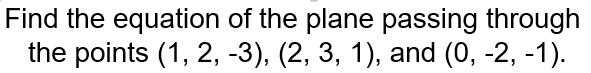 Find the equation of the plane passing through
the points (1, 2, -3), (2, 3, 1), and (0, -2, -1).